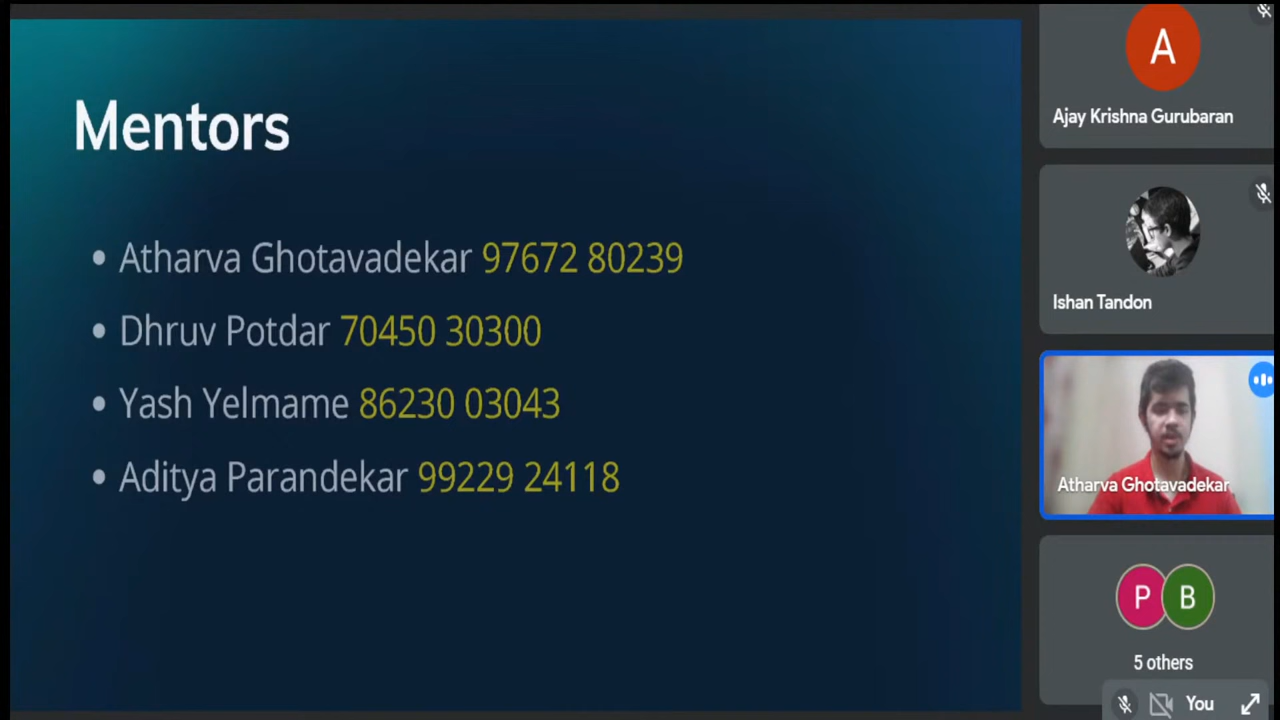 Mentors
• Atharva Ghotavadekar 97672 80239
• Dhruv Potdar 70450 30300
• Yash Yelmame 86230 03043
• Aditya Parandekar 99229 24118
A
Ajay Krishna Gurubaran
Ishan Tandon
Atharva Ghotavadekar
P B
5 others
You